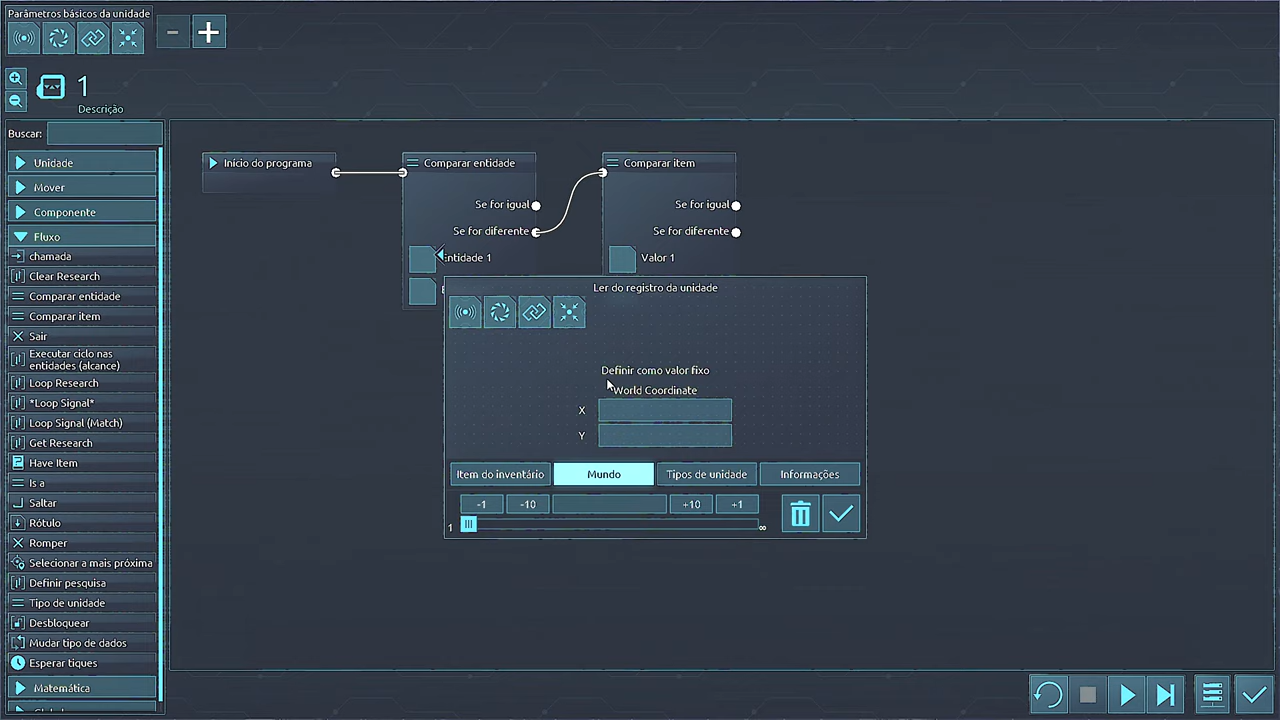 Parâmetros básicos da unidade
1
Descrição
Buscar:
Unidade
Mover
Componente
Fluxo
chamada
Clear Research
Comparar entidade
Comparar item
Sair
Executar ciclo nas
entidades (alcance)
Loop Research
*Loop Signal*
Loop Signal (Match)
Get Research
Have Item
Is a
Saltar
Rótulo
Romper
Selecionar a mais próxima
Definir pesquisa
Tipo de unidade
Desbloquear
Mudar tipo de dados
Esperar tiques
Matemática
Início do programa
Comparar entidade
Se for igual
Se for diferente
Entidade 1
Comparar item
Se for igual
Se for diferente
Valor 1
Ler do registro da unidade
Definir como valor fixo
World Coordinate
X
Y
Item do inventário
Mundo
Tipos de unidade
Informações
-1
-10
+10
+1
1
∞